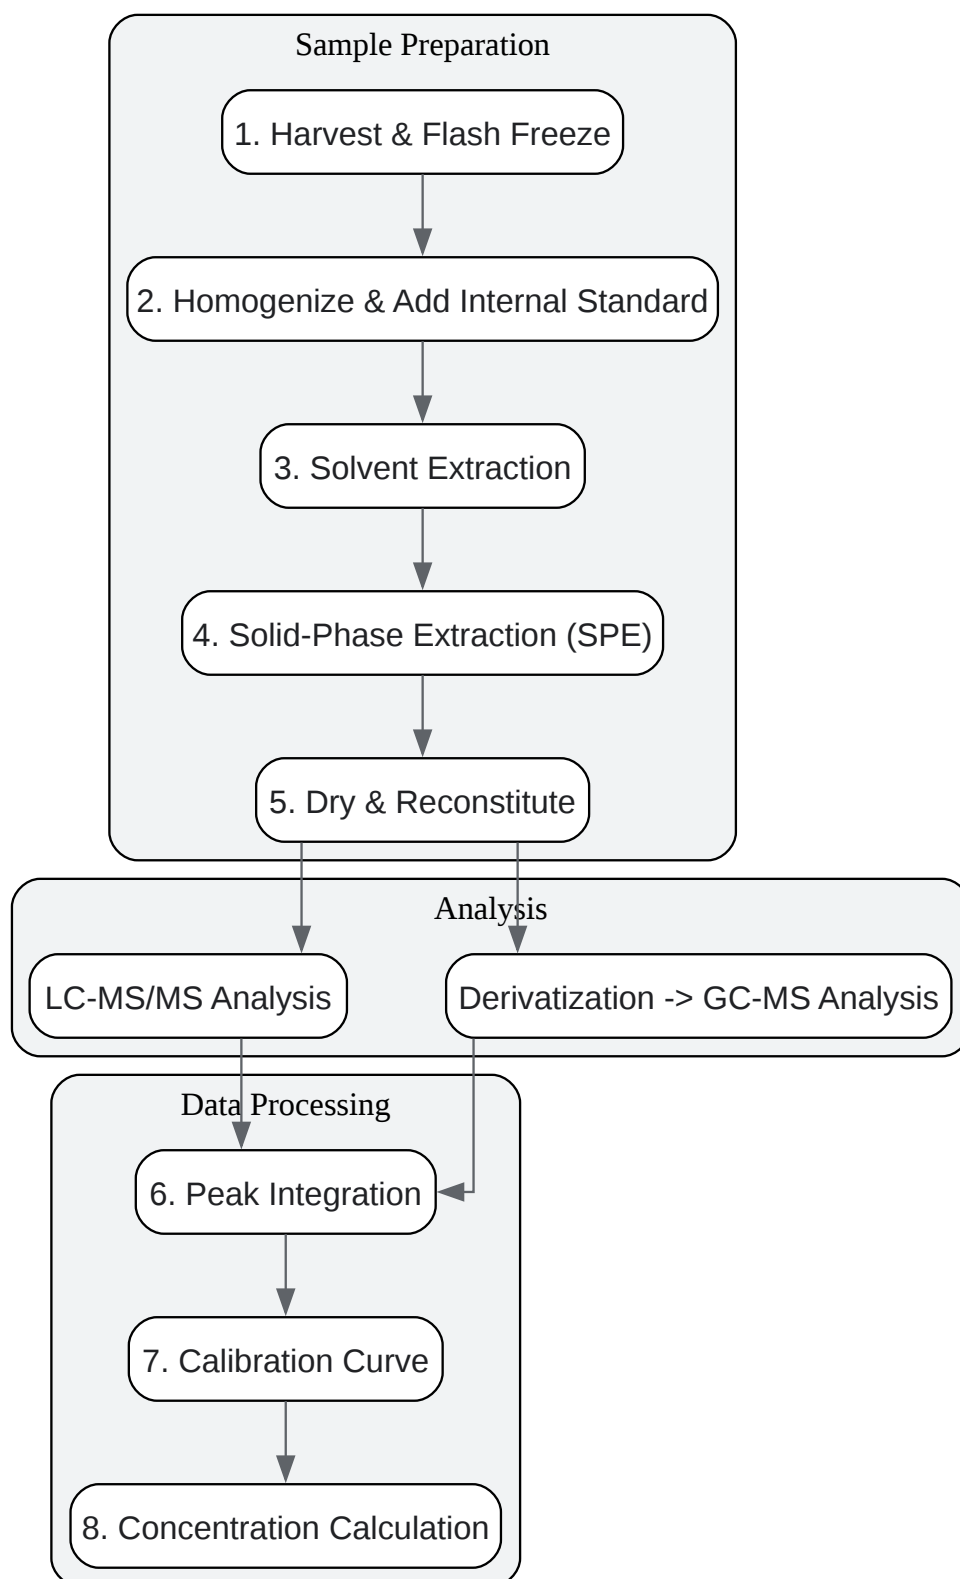 Sample Preparation
1. Harvest & Flash Freeze
2. Homogenize & Add Internal Standard
3. Solvent Extraction
4. Solid-Phase Extraction (SPE)
5. Dry & Reconstitute
Analysis
LC-MS/MS Analysis
Derivatization -> GC-MS Analysis
Data Processing
6. Peak Integration
7. Calibration Curve
8. Concentration Calculation